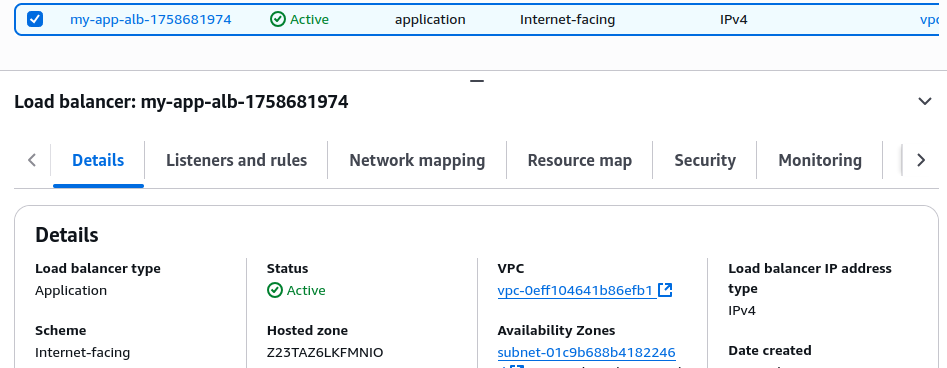 my-app-alb-1758681974 Active application Internet-facing IPv4 vpc
Load balancer: my-app-alb-1758681974
Details Listeners and rules Network mapping Resource map Security Monitoring
Details
Load balancer type
Application
Scheme
Internet-facing
Status
Active
Hosted zone
Z23TAZ6LKFMNIO
VPC
vpc-0eff104641b86efb1
Availability Zones
subnet-01c9b688b4182246
Load balancer IP address
type
IPv4
Date created